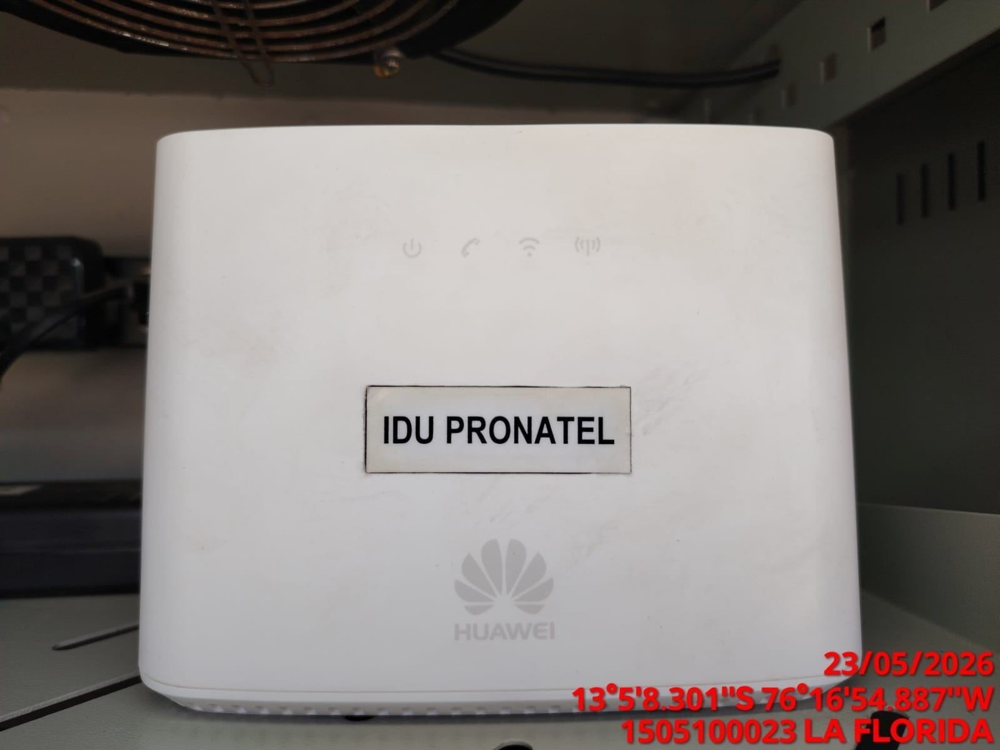 IDU PRONATEL
HUAWEI
23/05/2026
13°5'8.301"S 76°16'54.887"W
1505100023 LA FLORIDA